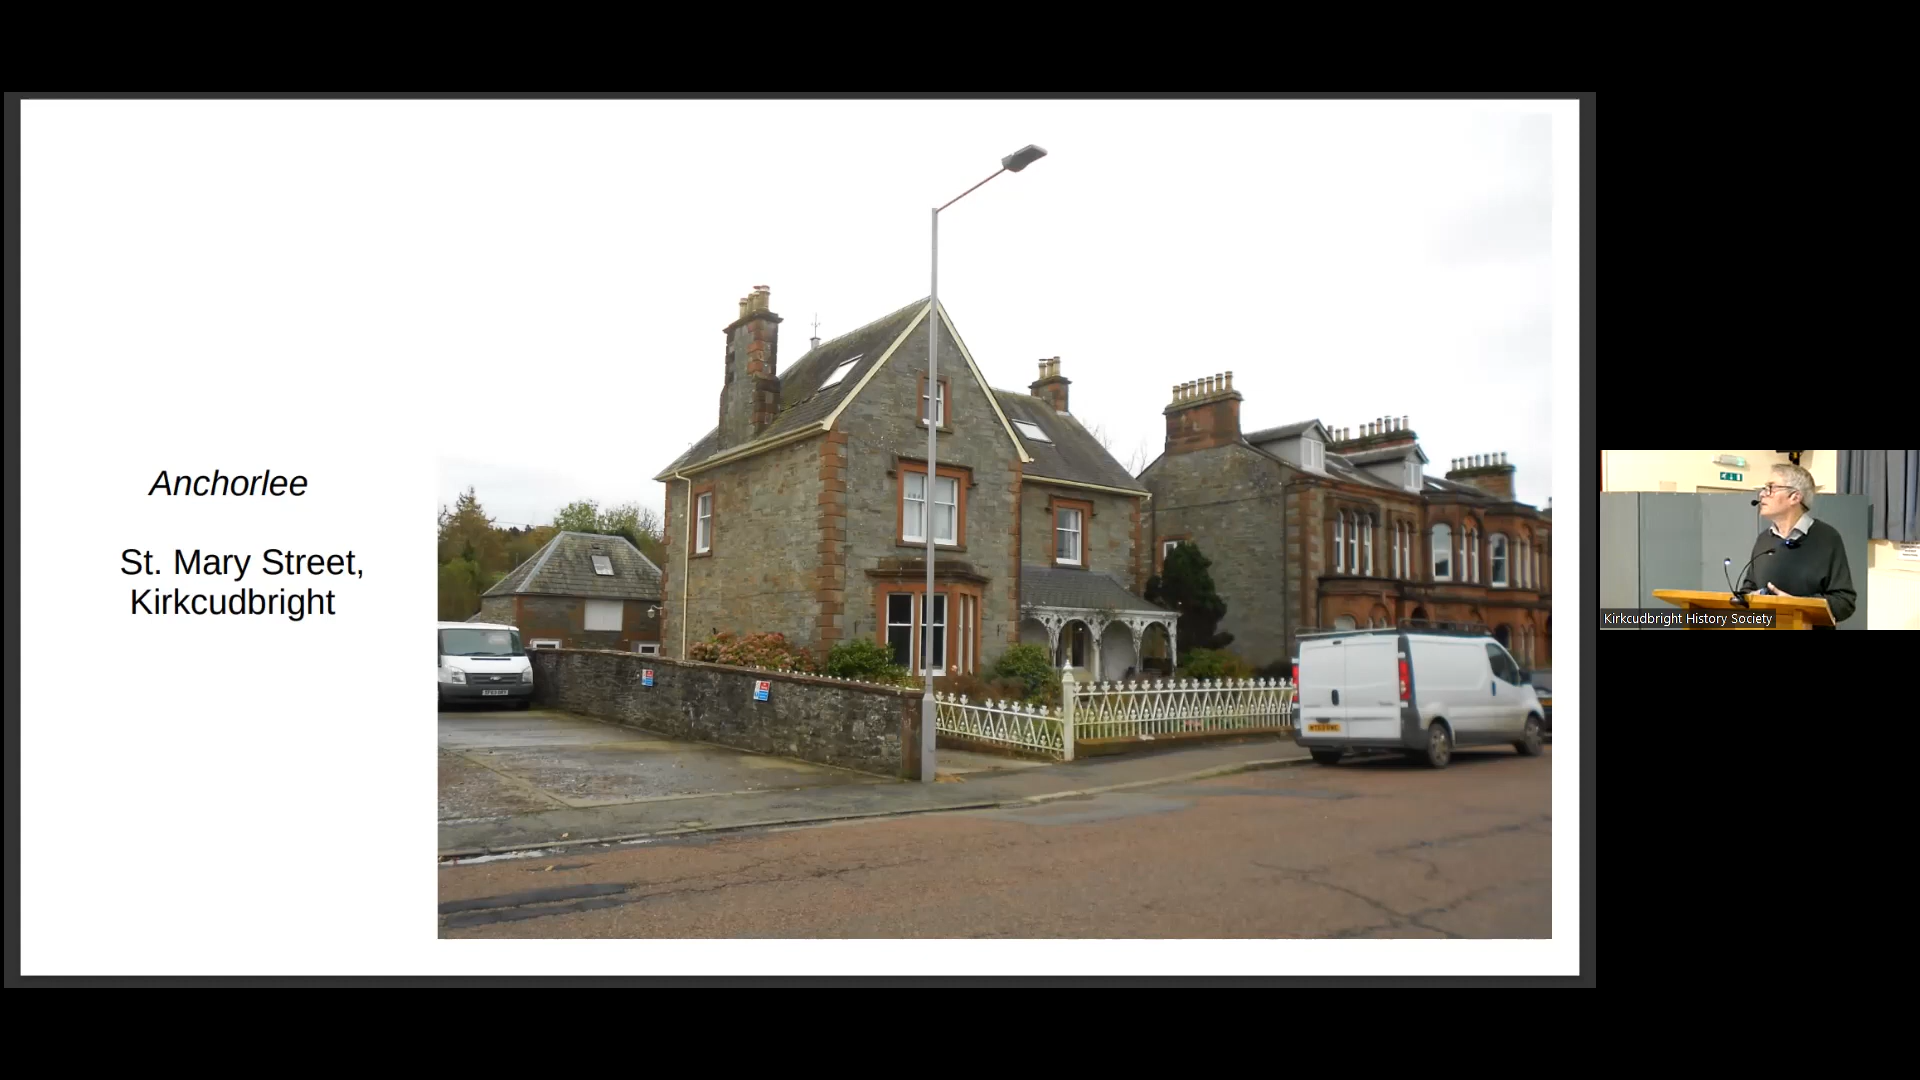 Anchorlee
St. Mary Street,
Kirkcudbright
Kirkcudbright History Society